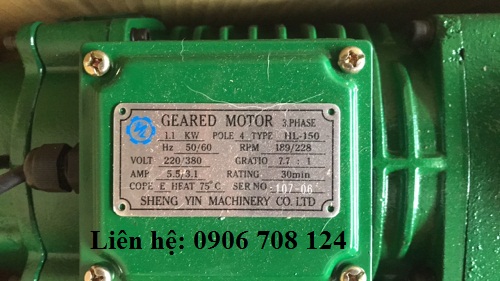 GEARED MOTOR 3.PHASE
1.1 KW POLE 4 TYPE HL-150
Hz 50/60 RPM 189/228
VOLT 220/380 GRATIO 7.7 : 1
AMP 5.5/3.1 RATING 30min
COPE E HEAT 75°C SER NO 107-06
SHENG YIN MACHINERY CO. LTD
Liên hệ: 0906 708 124